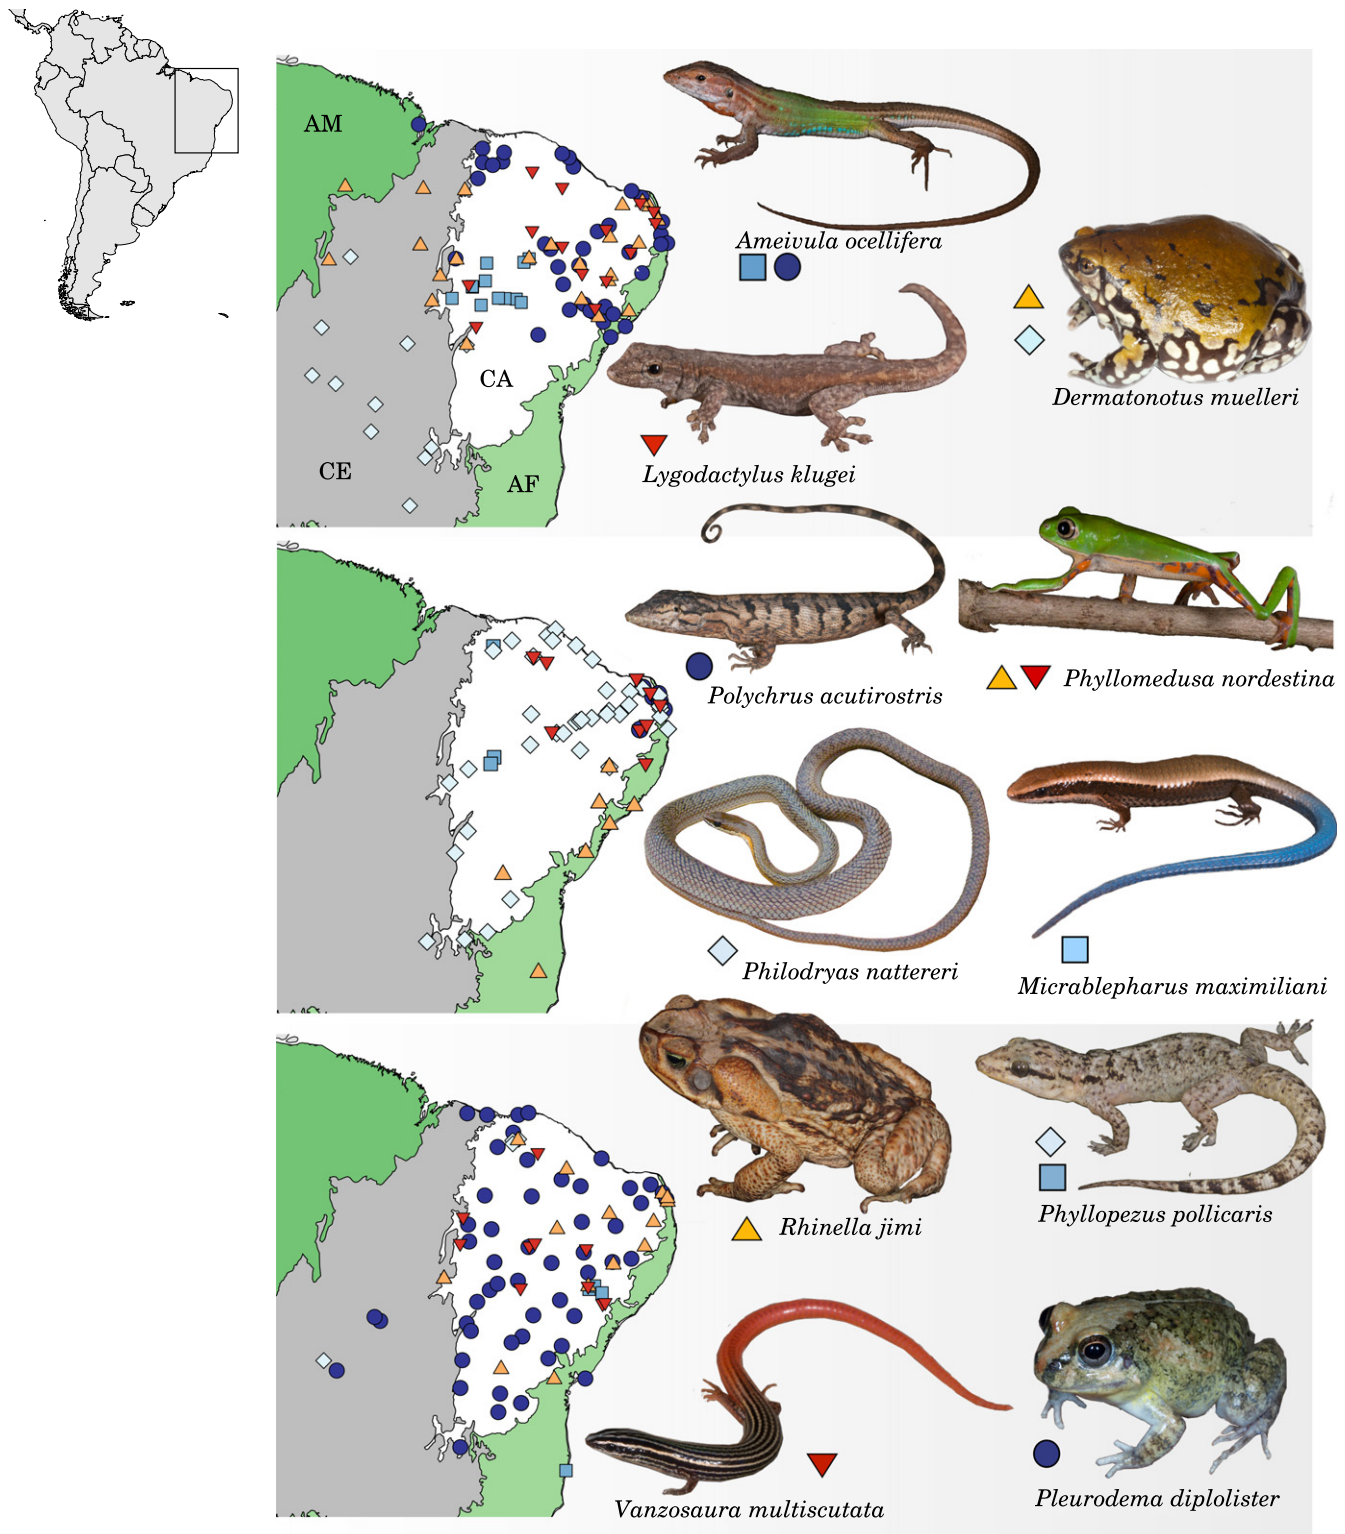 AM
Ameivula ocellifera
CA
Dermatonotus muelleri
CE
AF
Lygodactylus klugei
Polychrus acutirostris
Phyllomedusa nordestina
Philodryas nattereri
Micrablepharus maximiliani
Rhinella jimi
Phyllopezus pollicaris
Vanzosaura multiscutata
Pleurodema diplolister